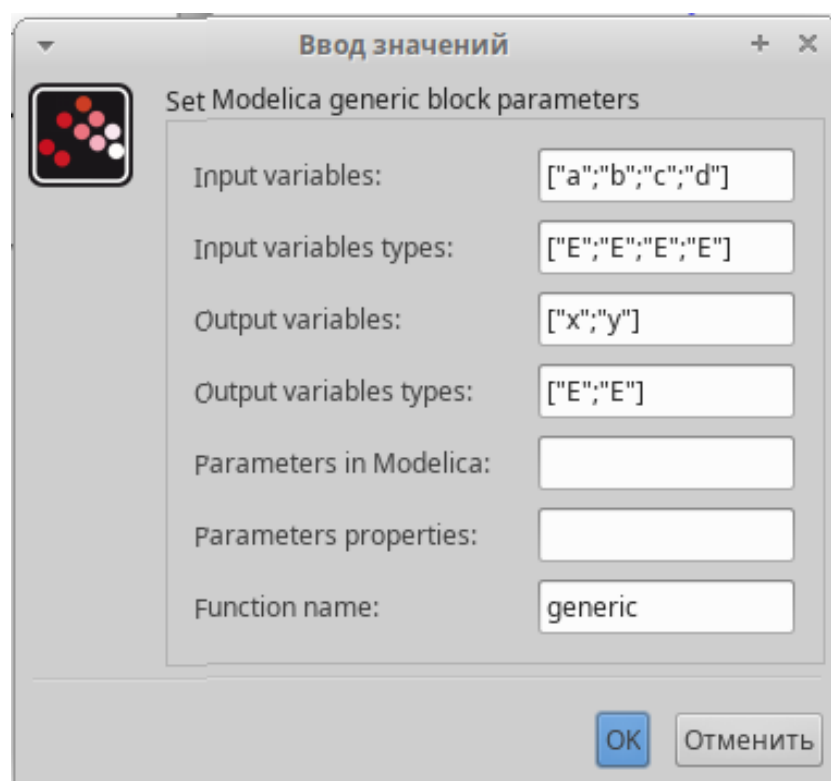 Ввод значений
Set Modelica generic block parameters
Input variables: ["a";"b";"c";"d"]
Input variables types: ["E";"E";"E";"E"]
Output variables: ["x";"y"]
Output variables types: ["E";"E"]
Parameters in Modelica:
Parameters properties:
Function name: generic
OK Отменить